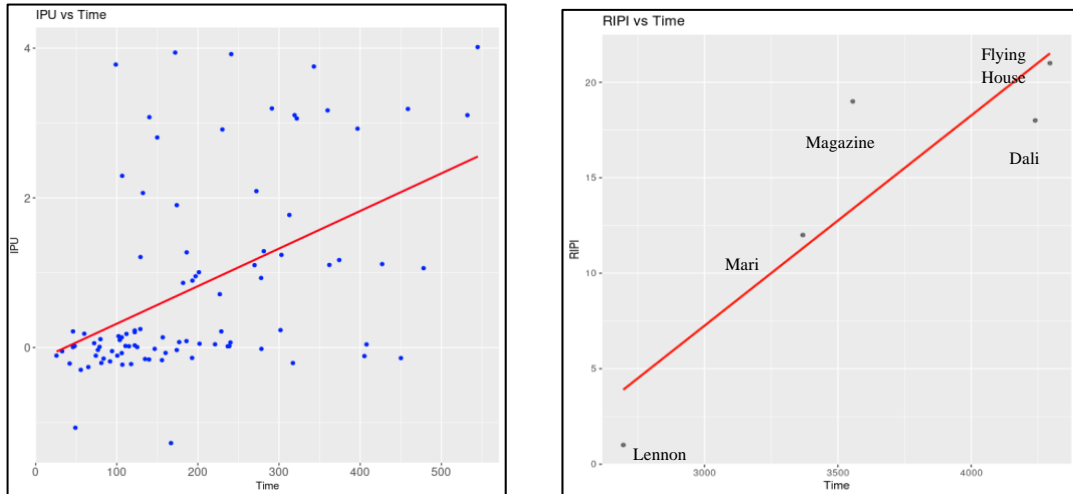 IPU vs Time
4
2
0
IPU
0
100
200
300
400
500
Time
RIPI vs Time
20
15
10
5
0
RIPI
Flying
House
Magazine
Dali
Mari
Lennon
3000
3500
4000
Time